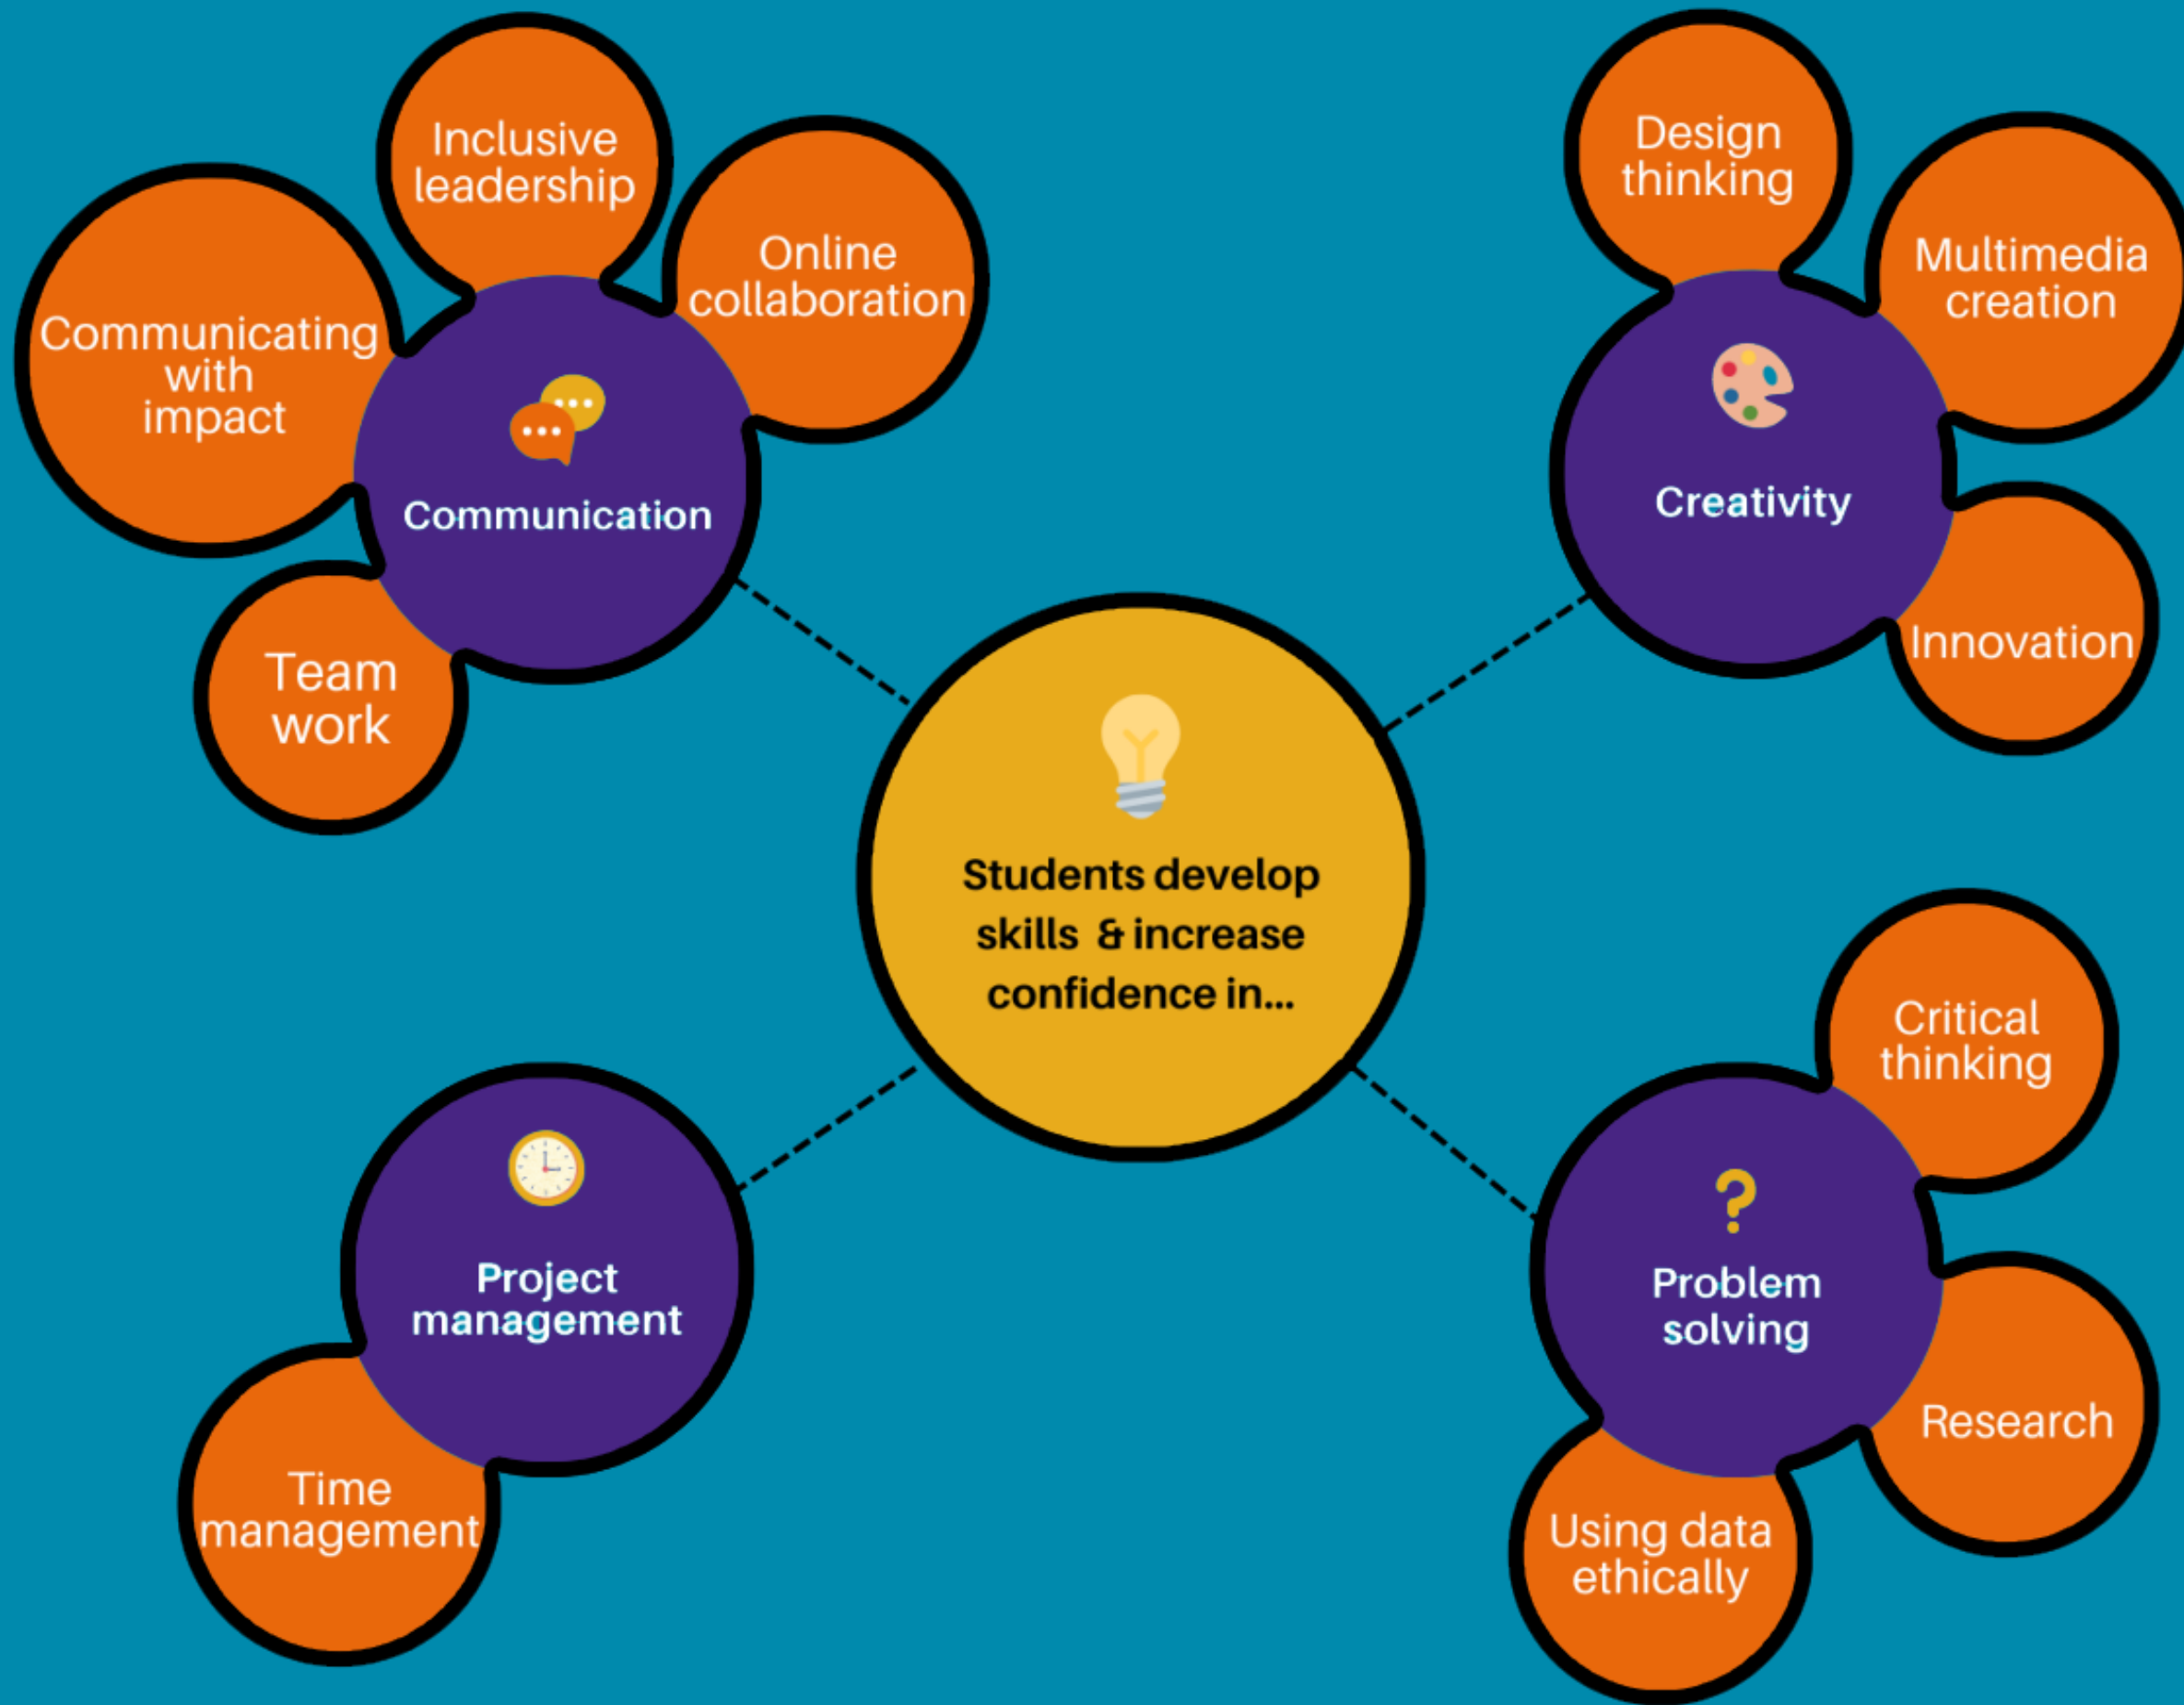 Inclusive
leadership
Online
collaboration
Communicating
with
impact
Communication
Team
work
Design
thinking
Multimedia
creation
Creativity
Innovation
Students develop
skills & increase
confidence in...
Project
management
Time
management
Critical
thinking
Problem
solving
Research
Using data
ethically